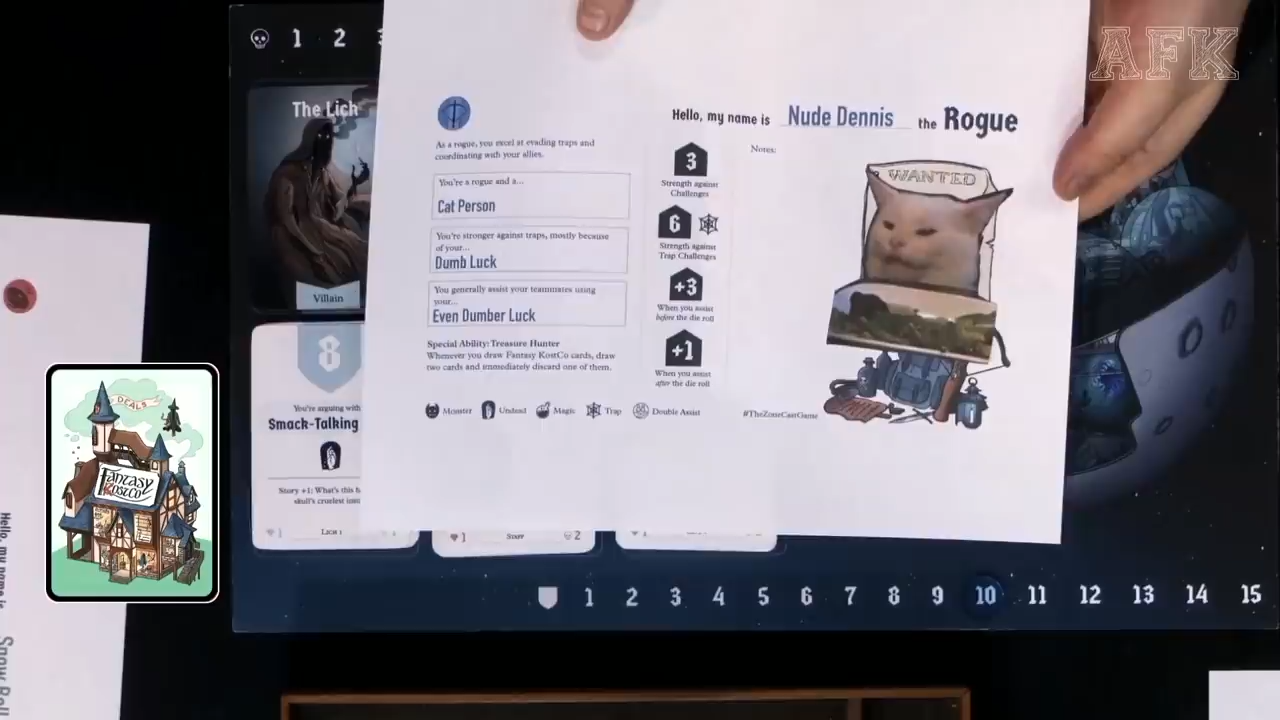 AFK
1 2
The Lich
Villain
8
You're arguing with
Smack-Talking
Story +1: What's this
skull's cruelest
1
LICH 1
1
STAFF
2
Hello, my name is Nude Dennis the Rogue
As a rogue, you excel at evading traps and
coordinating with your allies.
You're a rogue and a...
Cat Person
You're stronger against traps, mostly because
of your...
Dumb Luck
You generally assist your teammates using
your...
Even Dumber Luck
Special Ability: Treasure Hunter
Whenever you draw Fantasy KostCo cards, draw
two cards and immediately discard one of them.
Monster Undead Magic Trap Double Assist
3
Strength against
Challenges
6
Strength against
Trap Challenges
+3
When you assist
before the die roll
+1
When you assist
after the die roll
Notes:
WANTED
#TheZoneCastGame
DEALS
Fantasy
KostCo
Hello, my name is
1 2 3 4 5 6 7 8 9 10 11 12 13 14 15